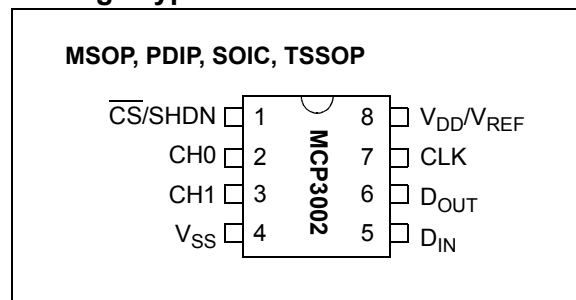 MSOP, PDIP, SOIC, TSSOP
CS/SHDN 1 8 VDD/VREF
CH0 2 7 CLK
CH1 3 6 DOUT
VSS 4 5 DIN
MCP3002